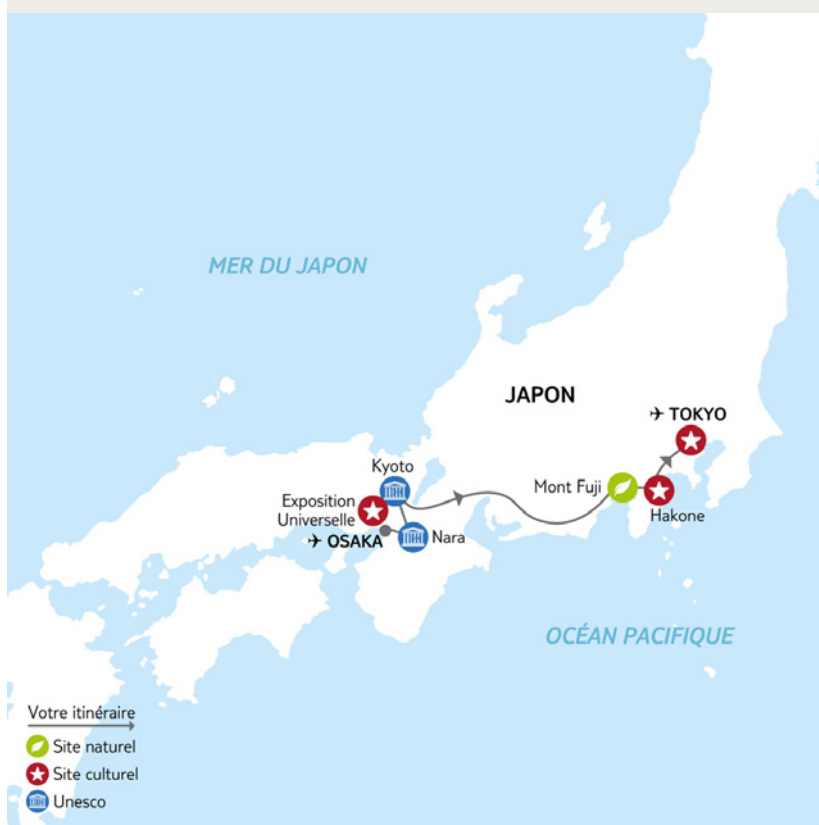 MER DU JAPON
JAPON
✈ TOKYO
Kyoto
Mont Fuji
Exposition
Universelle
Hakone
✈ OSAKA
Nara
OCÉAN PACIFIQUE
Votre itinéraire
Site naturel
Site culturel
Unesco